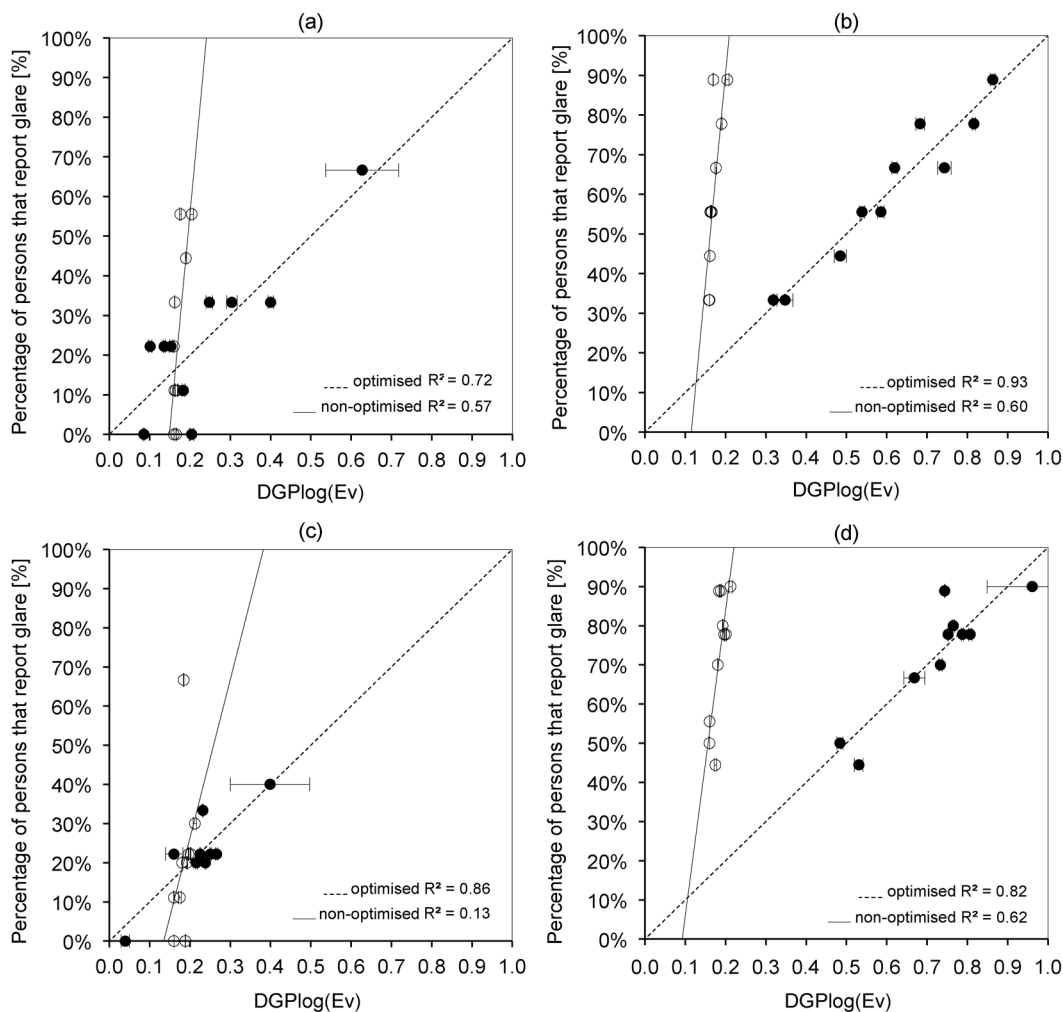 (a)
Percentage of persons that report glare [%]
100%
90%
80%
70%
60%
50%
40%
30%
20%
10%
0%
optimised R² = 0.72
non-optimised R² = 0.57
0.0 0.1 0.2 0.3 0.4 0.5 0.6 0.7 0.8 0.9 1.0
DGPlog(Ev)
(b)
Percentage of persons that report glare [%]
100%
90%
80%
70%
60%
50%
40%
30%
20%
10%
0%
optimised R² = 0.93
non-optimised R² = 0.60
0.0 0.1 0.2 0.3 0.4 0.5 0.6 0.7 0.8 0.9 1.0
DGPlog(Ev)
(c)
Percentage of persons that report glare [%]
100%
90%
80%
70%
60%
50%
40%
30%
20%
10%
0%
optimised R² = 0.86
non-optimised R² = 0.13
0.0 0.1 0.2 0.3 0.4 0.5 0.6 0.7 0.8 0.9 1.0
DGPlog(Ev)
(d)
Percentage of persons that report glare [%]
100%
90%
80%
70%
60%
50%
40%
30%
20%
10%
0%
optimised R² = 0.82
non-optimised R² = 0.62
0.0 0.1 0.2 0.3 0.4 0.5 0.6 0.7 0.8 0.9 1.0
DGPlog(Ev)